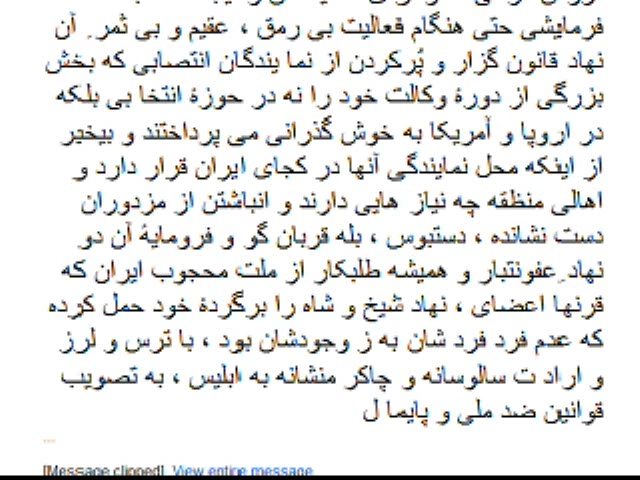 فرمایشی حتی هنگام فعالیت بی رمق ، عقیم و بی ثمر. آن
نهاد قانون گزار و پُرکردن از نما یندگان انتصابی که بخش
بزرگی از دورهٔ وکالت خود را نه در حوزهٔ انتخا بی بلکه
در اروپا و آمریکا به خوش گذرانی می پرداختند و بیخبر
از اینکه محل نمایندگی آنها در کجای ایران قرار دارد و
اهالی منطقه چه نیاز هایی دارند و انباشتن از مزدوران
دست نشانده ، دستبوس ، بله قربان گو و فرومایهٔ آن دو
نهاد ِعفونتبار و همیشه طلبکار از ملت محجوب ایران که
قرنها اعضای ، نهاد شیخ و شاه را برگردهٔ خود حمل کرده
که عدم فرد فرد شان به ز وجودشان بود ، با ترس و لرز
و اراد ت سالوسانه و چاکر منشانه به ابلیس ، به تصویب
قوانین ضد ملی و پایما ل
...
[Message clipped] View entire message